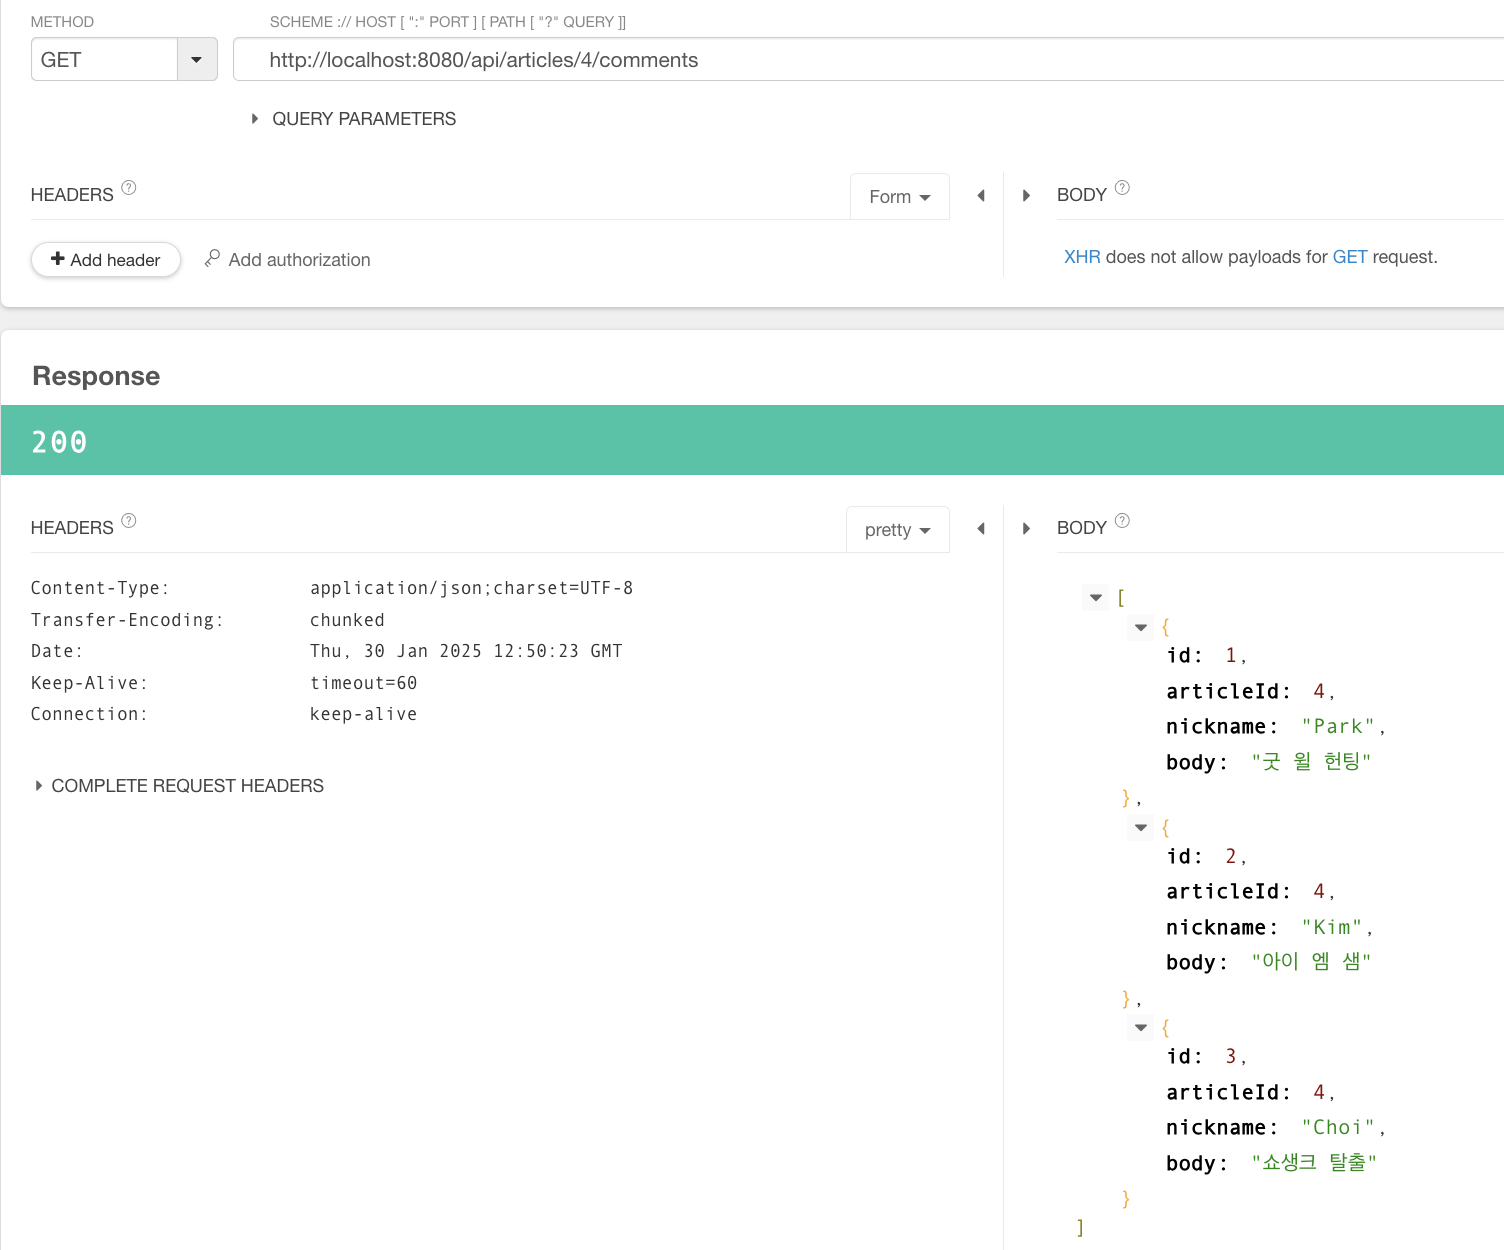 METHOD
SCHEME :// HOST [ ":" PORT ] [ PATH [ "?" QUERY ]]
GET
http://localhost:8080/api/articles/4/comments
QUERY PARAMETERS
HEADERS ?
Form
BODY ?
Add header
Add authorization
XHR does not allow payloads for GET request.
Response
200
HEADERS ?
pretty
BODY ?
Content-Type: application/json;charset=UTF-8
Transfer-Encoding: chunked
Date: Thu, 30 Jan 2025 12:50:23 GMT
Keep-Alive: timeout=60
Connection: keep-alive
COMPLETE REQUEST HEADERS
[
{
id: 1,
articleId: 4,
nickname: "Park",
body: "굿 윌 헌팅"
},
{
id: 2,
articleId: 4,
nickname: "Kim",
body: "아이 엠 샘"
},
{
id: 3,
articleId: 4,
nickname: "Choi",
body: "쇼생크 탈출"
}
]